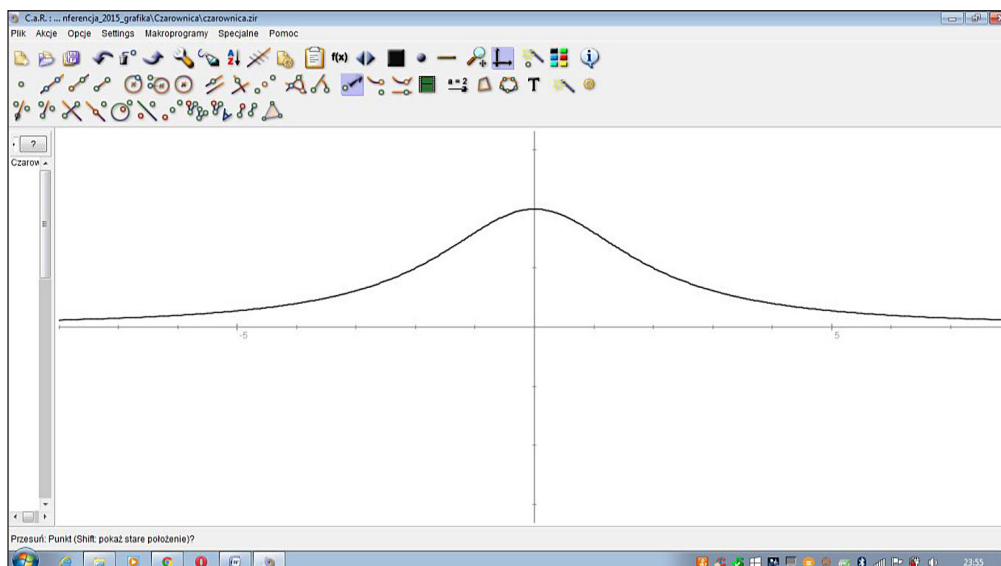 C.a.R. : ... nferencja_2015_grafika\Czarownica\czarownica.zir
Plik Akcje Opcje Settings Makroprogramy Specjalne Pomoc
f(x)
a = 2
T
?
Czarow
-5
5
Przesuń: Punkt (Shift: pokaż stare położenie)?
23:55